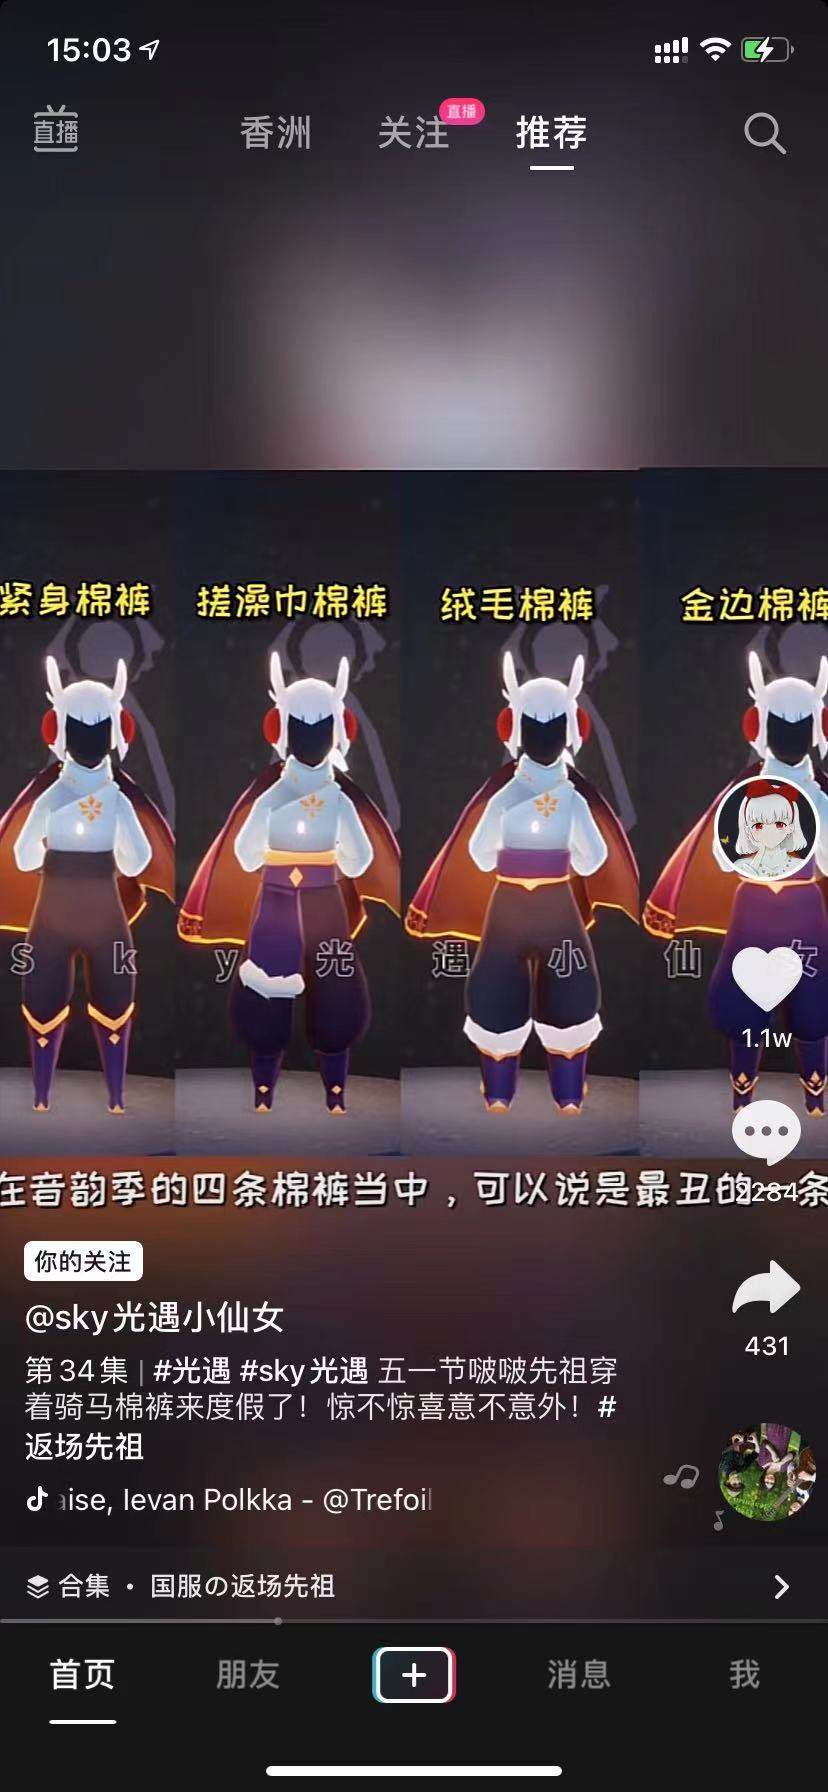 15:03
直播
香洲
关注
直播
推荐
紧身棉裤
搓澡巾棉裤
绒毛棉裤
金边棉裤
Sky光遇小仙女
1.1w
在音韵季的四条棉裤当中，可以说是最丑的一条
2284
你的关注
@sky光遇小仙女
431
第34集 | #光遇 #sky光遇 五一节啵啵先祖穿
着骑马棉裤来度假了！惊不惊喜意不意外！#
返场先祖
aise, Ievan Polkka - @Trefoil
合集 · 国服の返场先祖
首页
朋友
消息
我